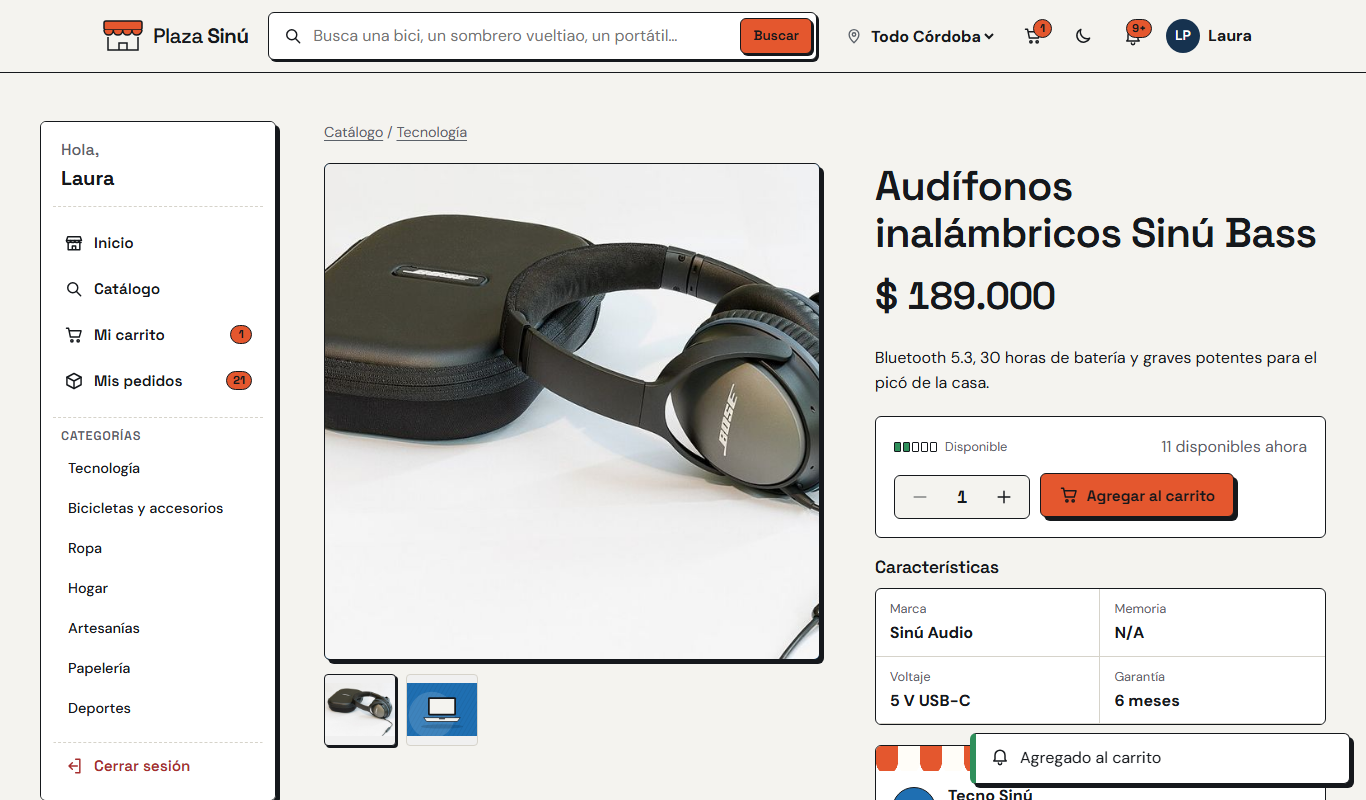 Plaza Sinú
Busca una bici, un sombrero vueltiao, un portátil...
Buscar
Todo Córdoba
1
9+
LP
Laura
Hola,
Laura
Inicio
Catálogo
Mi carrito
1
Mis pedidos
21
CATEGORÍAS
Tecnología
Bicicletas y accesorios
Ropa
Hogar
Artesanías
Papelería
Deportes
Cerrar sesión
Catálogo / Tecnología
BOSE
Audífonos
inalámbricos Sinú Bass
$ 189.000
Bluetooth 5.3, 30 horas de batería y graves potentes para el
picó de la casa.
Disponible
11 disponibles ahora
1
Agregar al carrito
Características
Marca
Sinú Audio
Memoria
N/A
Voltaje
5 V USB-C
Garantía
6 meses
Tecno Sinú
Agregado al carrito